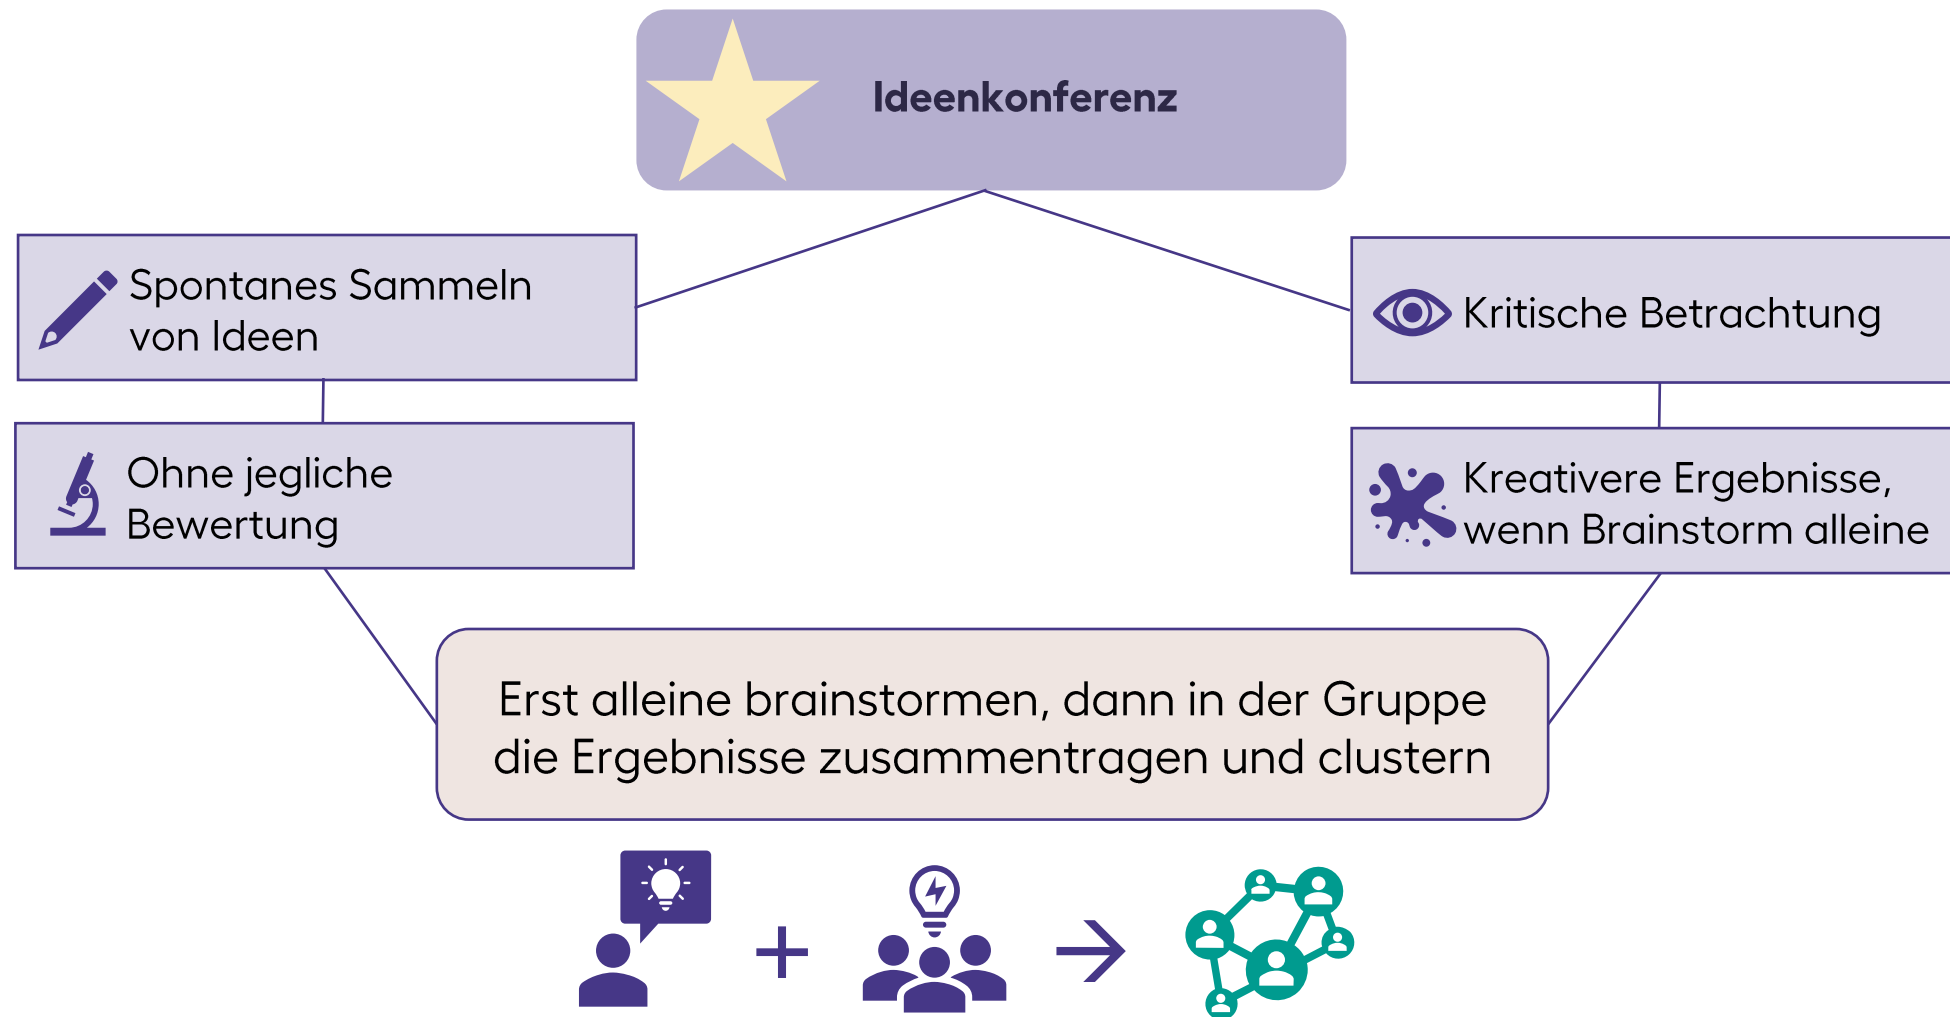 Ideenkonferenz
Spontanes Sammeln
von Ideen
Ohne jegliche
Bewertung
Kritische Betrachtung
Kreativere Ergebnisse,
wenn Brainstorm alleine
Erst alleine brainstormen, dann in der Gruppe
die Ergebnisse zusammentragen und clustern